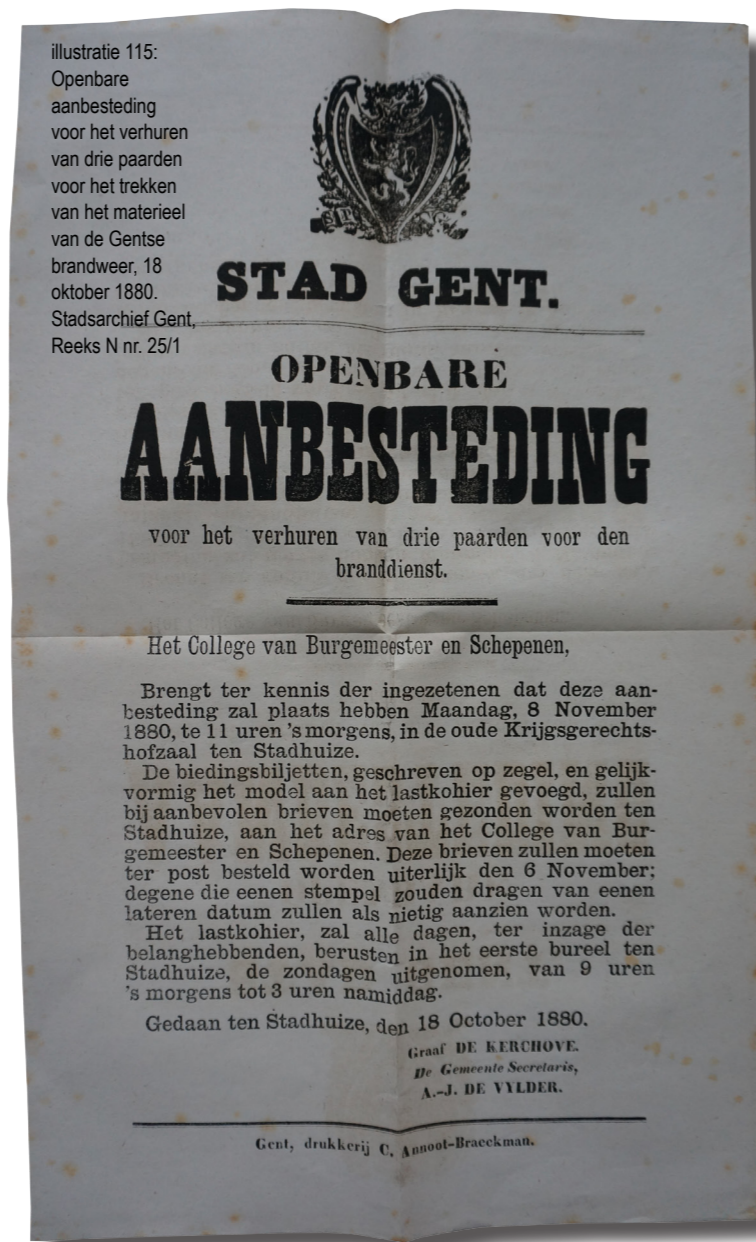 illustratie 115:
Openbare
aanbesteding
voor het verhuren
van drie paarden
voor het trekken
van het materieel
van de Gentse
brandweer, 18
oktober 1880.
Stadsarchief Gent,
Reeks N nr. 25/1
STAD GENT.
OPENBARE
AANBESTEDING
voor het verhuren van drie paarden voor den
branddienst.
Het College van Burgemeester en Schepenen,
Brengt ter kennis der ingezetenen dat deze aan-
besteding zal plaats hebben Maandag, 8 November
1880, te 11 uren 's morgens, in de oude Krijgsgerechts-
hofzaal ten Stadhuize.
De biedingsbiljetten, geschreven op zegel, en gelijk-
vormig het model aan het lastkohier gevoegd, zullen
bij aanbevolen brieven moeten gezonden worden ten
Stadhuize, aan het adres van het College van Bur-
gemeester en Schepenen. Deze brieven zullen moeten
ter post besteld worden uiterlijk den 6 November;
degene die eenen stempel zouden dragen van eenen
lateren datum zullen als nietig aanzien worden.
Het lastkohier, zal alle dagen, ter inzage der
belanghebbenden, berusten in het eerste bureel ten
Stadhuize, de zondagen uitgenomen, van 9 uren
's morgens tot 3 uren namiddag.
Gedaan ten Stadhuize, den 18 October 1880.
Graaf DE KERCHOVE.
De Gemeente Secretaris,
A.-J. DE VYLDER.
Gent, drukkerij C. Annoot-Braeckman.